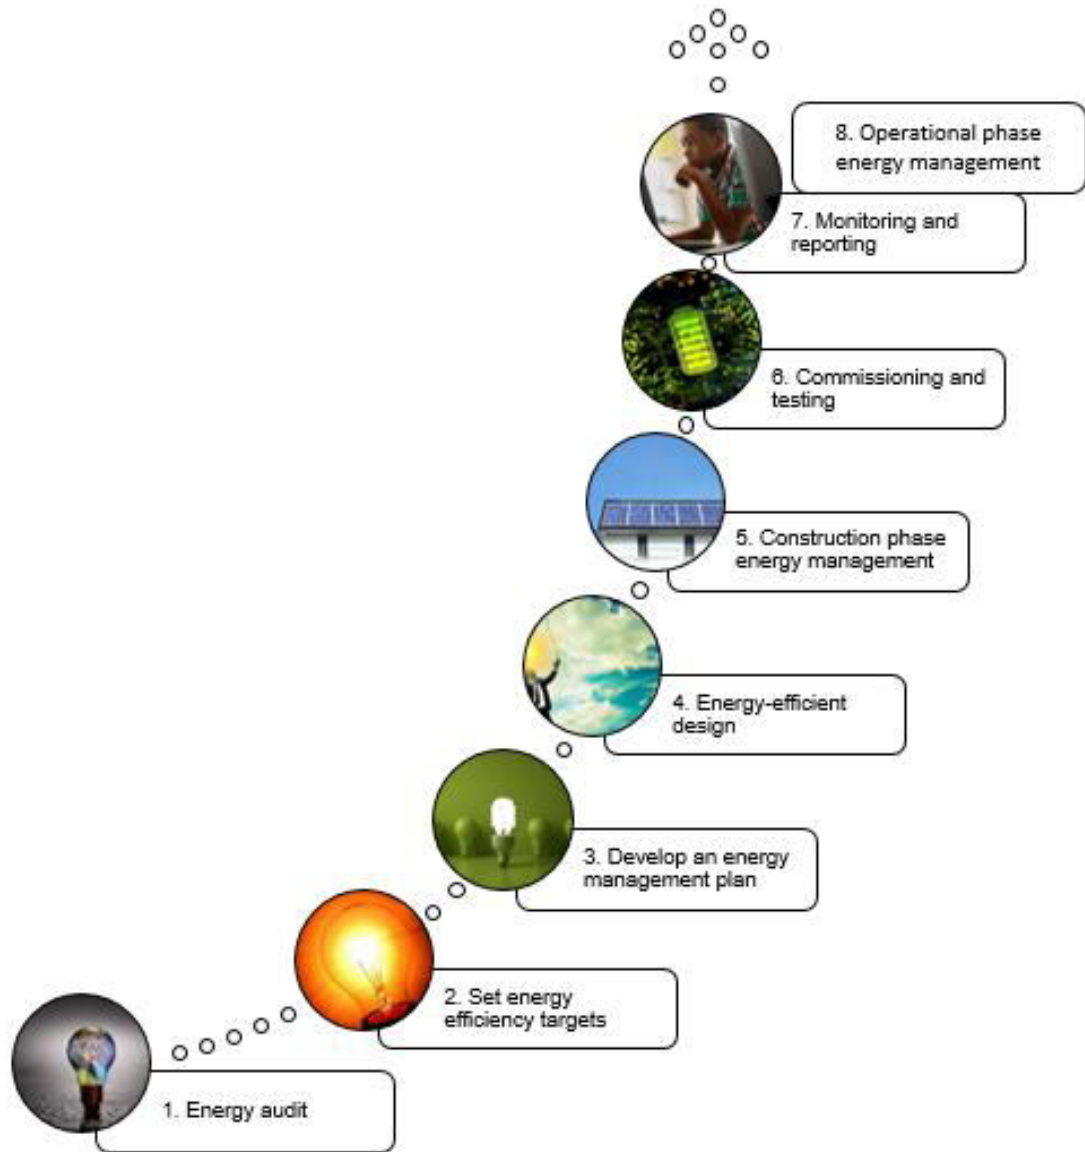 8. Operational phase
energy management
7. Monitoring and
reporting
6. Commissioning and
testing
5. Construction phase
energy management
4. Energy-efficient
design
3. Develop an energy
management plan
2. Set energy
efficiency targets
1. Energy audit